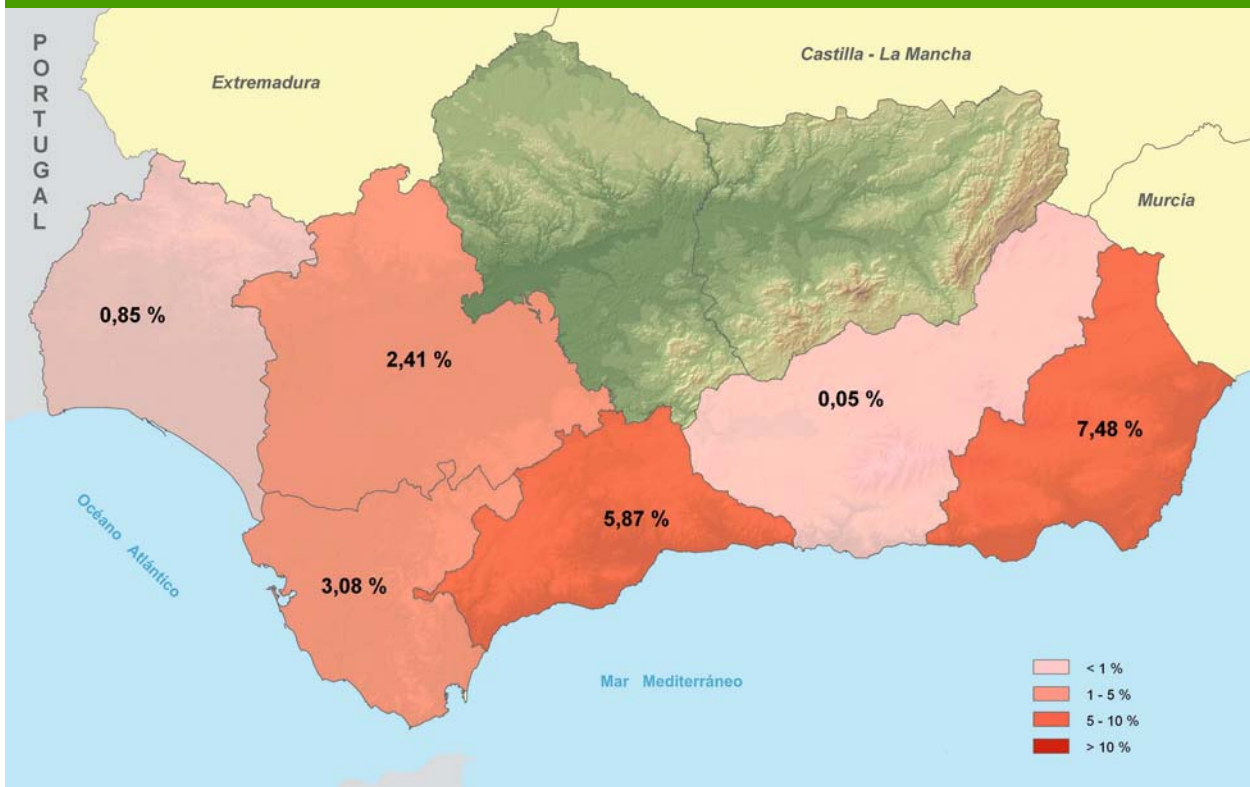 PORTUGAL
Extremadura
Castilla - La Mancha
Murcia
0,85 %
2,41 %
0,05 %
7,48 %
5,87 %
3,08 %
Océano Atlántico
Mar Mediterráneo
< 1 %
1 - 5 %
5 - 10 %
> 10 %